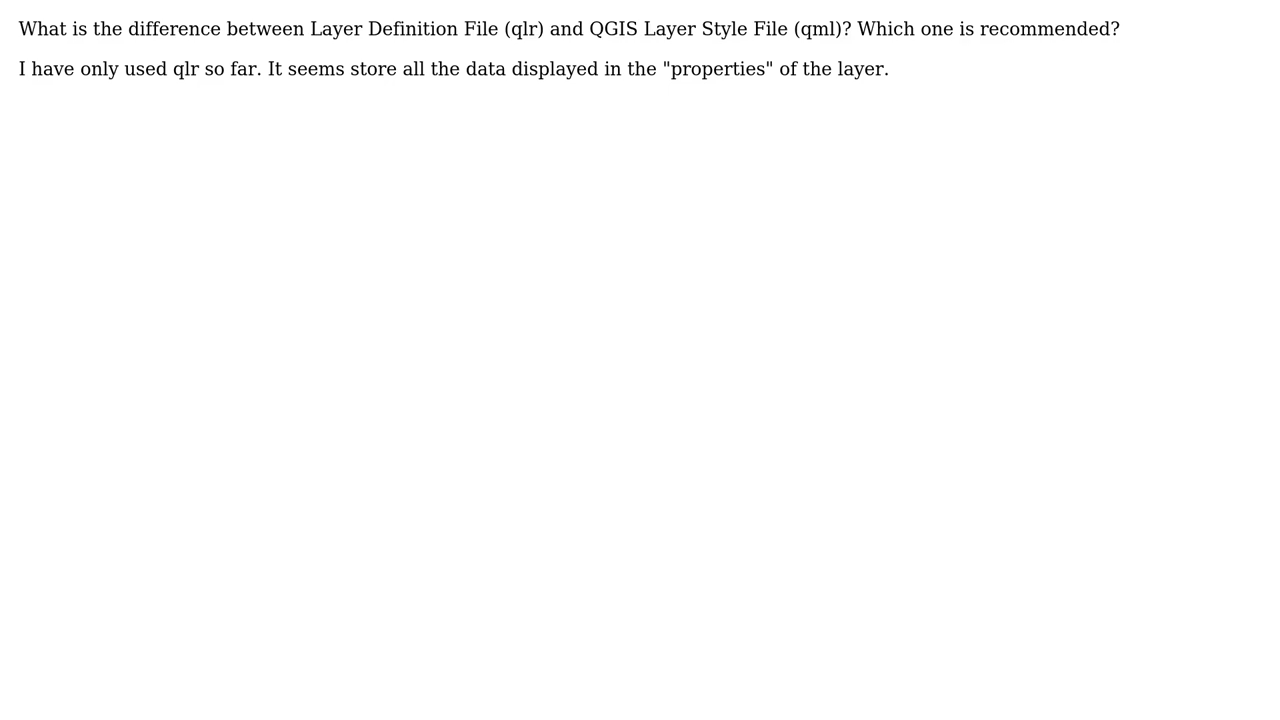 What is the difference between Layer Definition File (qlr) and QGIS Layer Style File (qml)? Which one is recommended?
I have only used qlr so far. It seems store all the data displayed in the "properties" of the layer.